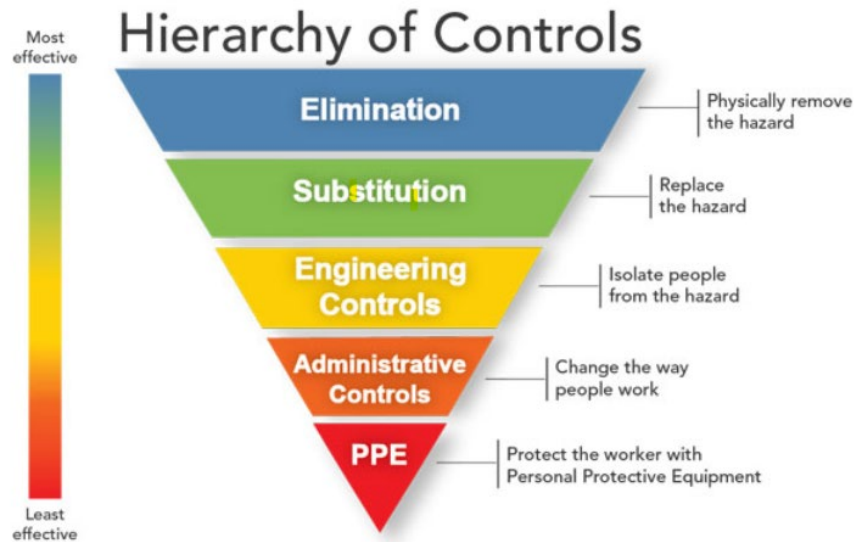 Hierarchy of Controls
Most
effective
Elimination
Physically remove
the hazard
Substitution
Replace
the hazard
Engineering
Controls
Isolate people
from the hazard
Administrative
Controls
Change the way
people work
PPE
Protect the worker with
Personal Protective Equipment
Least
effective